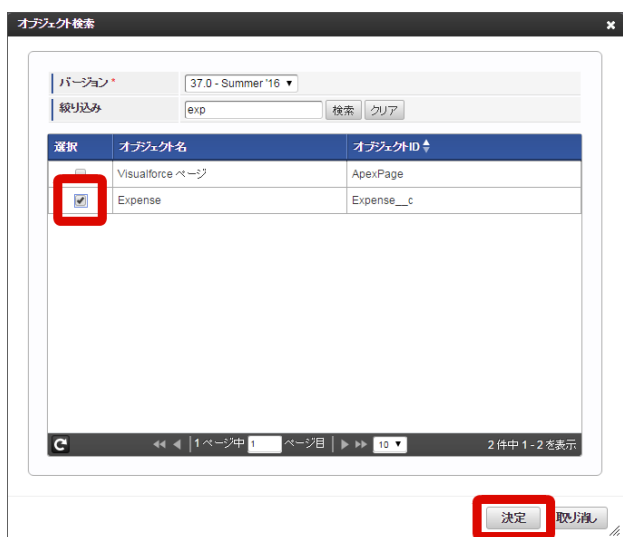 オブジェクト検索
バージョン* 37.0 - Summer '16
絞り込み exp 検索 クリア
選択 オブジェクト名 オブジェクトID
Visualforce ページ ApexPage
Expense Expense__c
1 ページ中 1 ページ目 10 2 件中 1 - 2 を表示
決定 取り消し